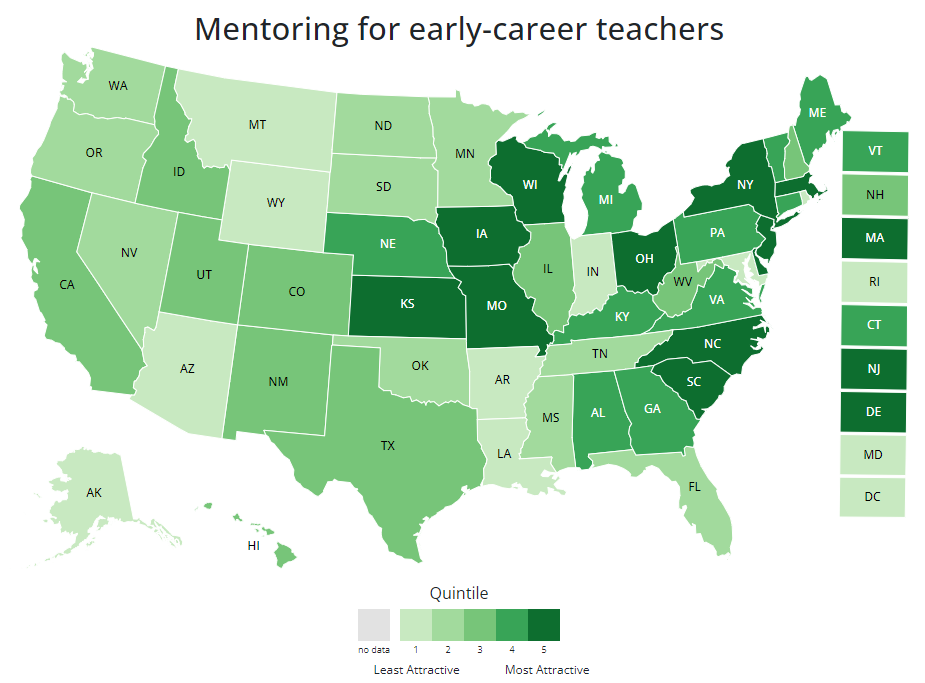 Mentoring for early-career teachers
WA
MT
ND
MN
ME
VT
OR
ID
SD
WI
MI
NY
NH
WY
MA
NV
NE
IA
PA
OH
IL
IN
RI
UT
CO
CA
KS
MO
WV
VA
KY
CT
NC
TN
NJ
AZ
NM
OK
AR
SC
MS
AL
GA
DE
TX
LA
MD
FL
AK
DC
HI
Quintile
no data 1 2 3 4 5
Least Attractive Most Attractive